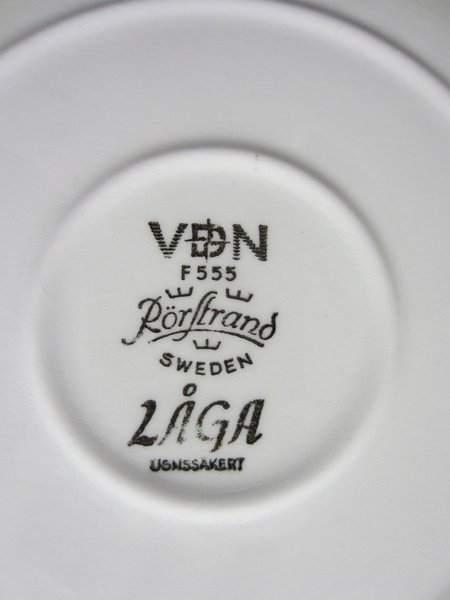 VDN
F555
Rörstrand
SWEDEN
LÅGA
UGNSSÄKERT